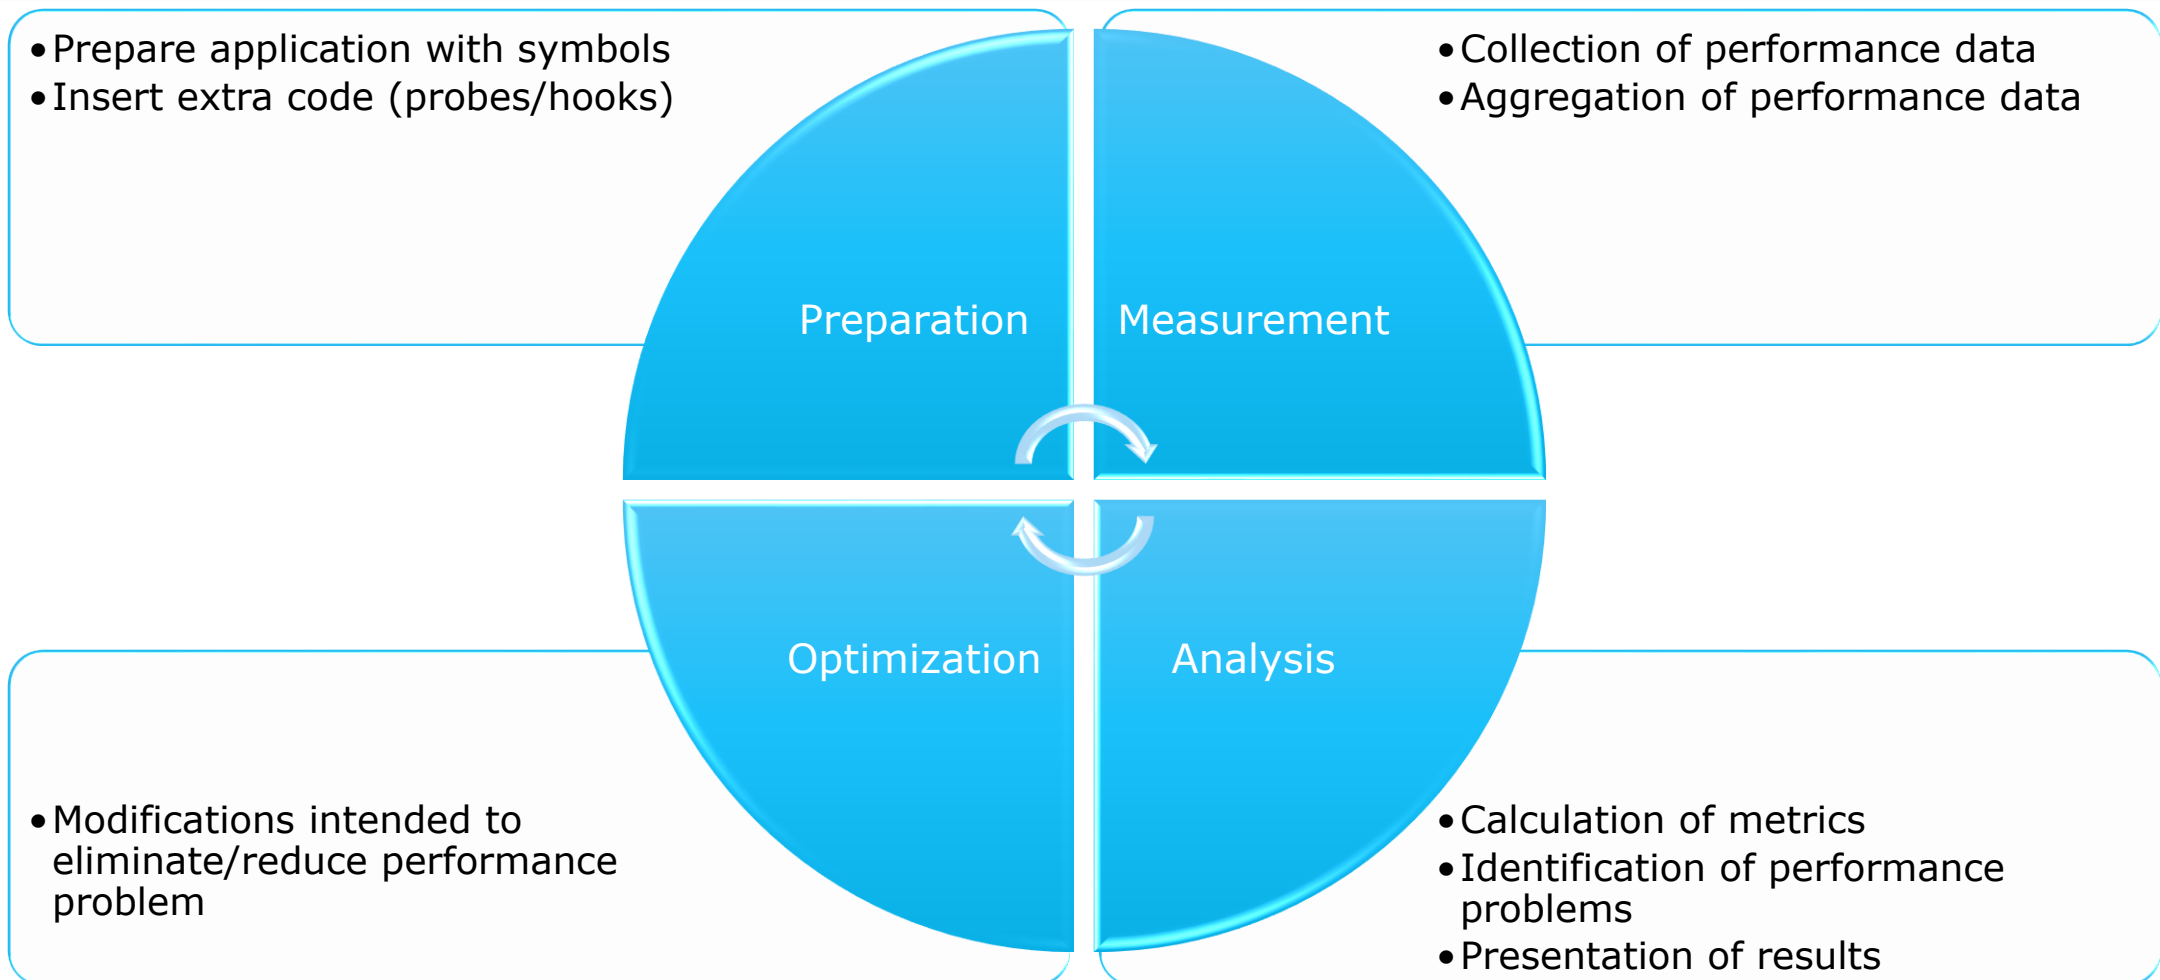 •Prepare application with symbols
•Insert extra code (probes/hooks)
•Collection of performance data
•Aggregation of performance data
Preparation
Measurement
Optimization
Analysis
•Modifications intended to
eliminate/reduce performance
problem
•Calculation of metrics
•Identification of performance
problems
•Presentation of results